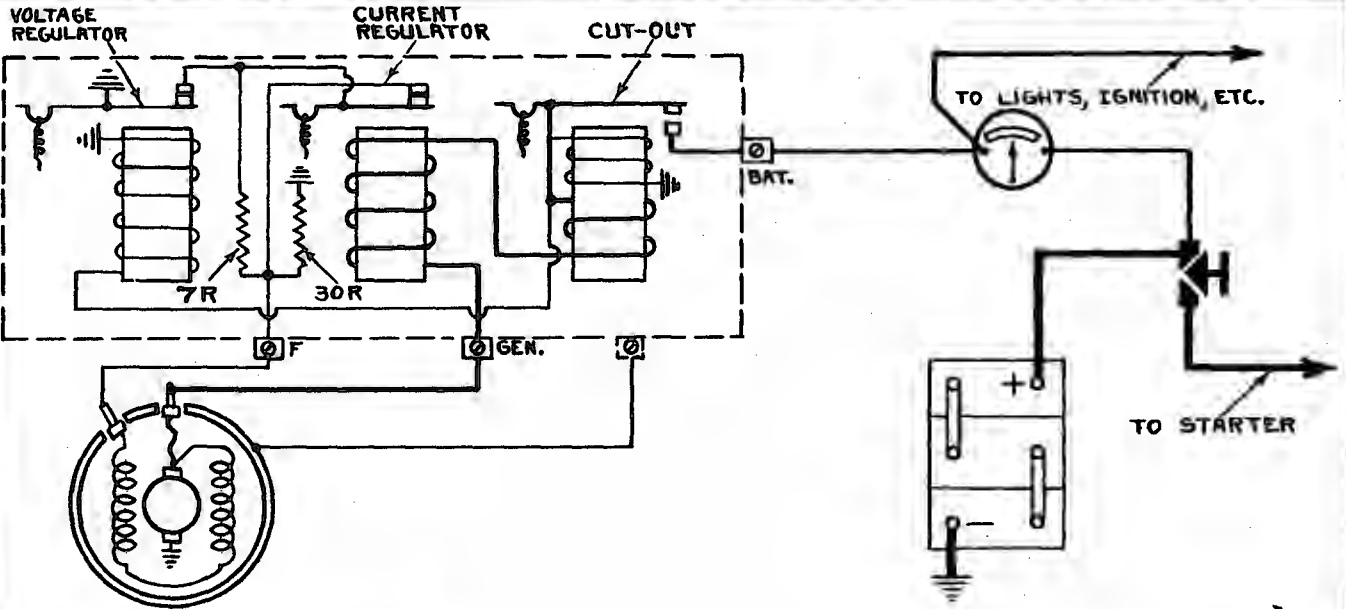 VOLTAGE
REGULATOR
CURRENT
REGULATOR
CUT-OUT
TO LIGHTS, IGNITION, ETC.
BAT.
7R
30R
F
GEN.
+
TO STARTER
—